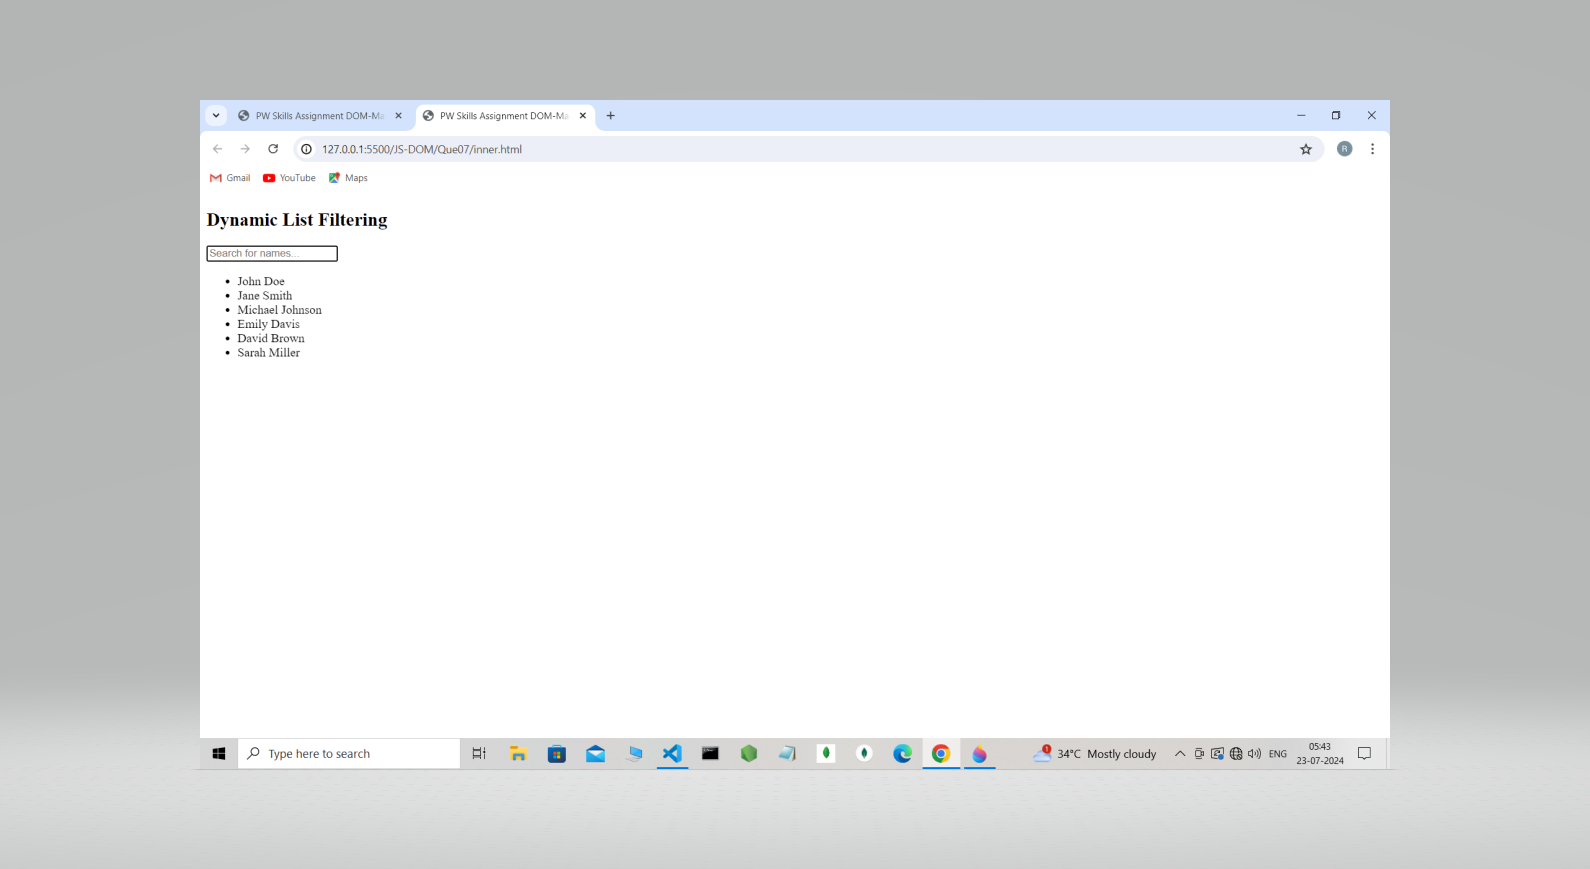 PW Skills Assignment DOM-Ma
PW Skills Assignment DOM-Ma
127.0.0.1:5500/JS-DOM/Que07/inner.html
R
Gmail
YouTube
Maps
Dynamic List Filtering
Search for names...
John Doe
Jane Smith
Michael Johnson
Emily Davis
David Brown
Sarah Miller
Type here to search
1
34°C Mostly cloudy
ENG
05:43
23-07-2024